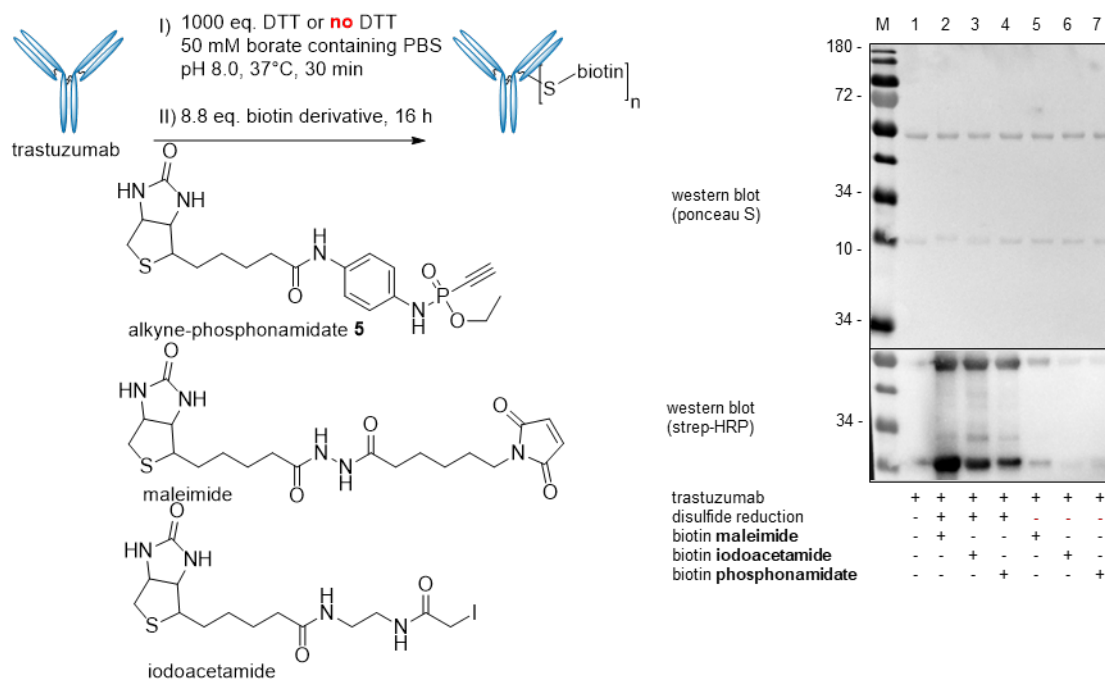 I) 1000 eq. DTT or no DTT
50 mM borate containing PBS
pH 8.0, 37°C, 30 min
II) 8.8 eq. biotin derivative, 16 h
trastuzumab
S
biotin
n
O
HN
NH
S
O
H
N
N
H
O
P
O
alkyne-phosphonamidate 5
O
HN
NH
S
O
H
N
N
H
O
O
N
O
maleimide
O
HN
NH
S
O
H
N
N
H
O
I
iodoacetamide
M 1 2 3 4 5 6 7
180 -
72 -
western blot
(ponceau S)
34 -
10 -
34 -
western blot
(strep-HRP)
34 -
trastuzumab + + + + + + +
disulfide reduction - + + + - - -
biotin maleimide - + - - + - -
biotin iodoacetamide - - + - - + -
biotin phosphonamidate - - - + - - +